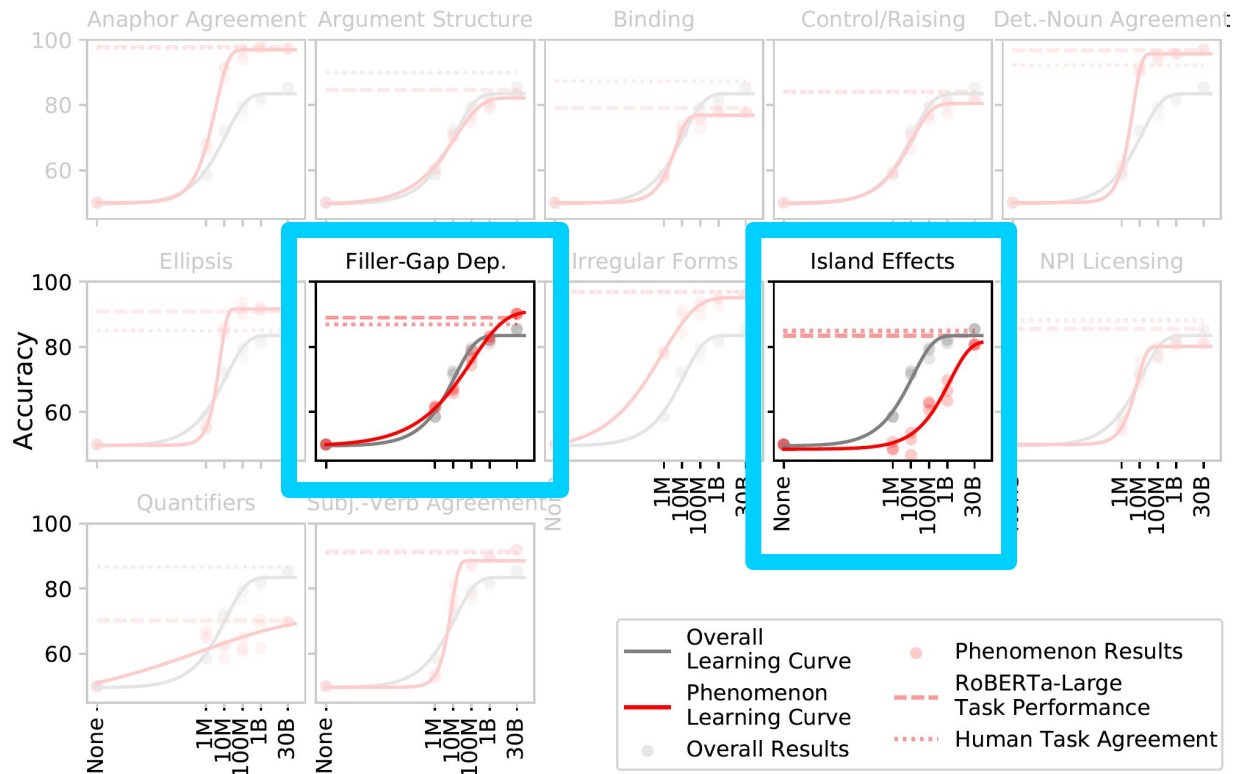 Anaphor Agreement
Argument Structure
Binding
Control/Raising
Det.-Noun Agreement
100
80
60
Ellipsis
Filler-Gap Dep.
Irregular Forms
Island Effects
NPI Licensing
100
80
60
Accuracy
None
1M
10M
100M
1B
30B
None
1M
10M
100M
1B
30B
1M
10M
100M
1B
30B
Quantifiers
Subj.-Verb Agreement
100
80
60
None
1M
10M
100M
1B
30B
None
1M
10M
100M
1B
30B
Overall
Learning Curve
Phenomenon
Learning Curve
Overall Results
Phenomenon Results
RoBERTa-Large
Task Performance
Human Task Agreement